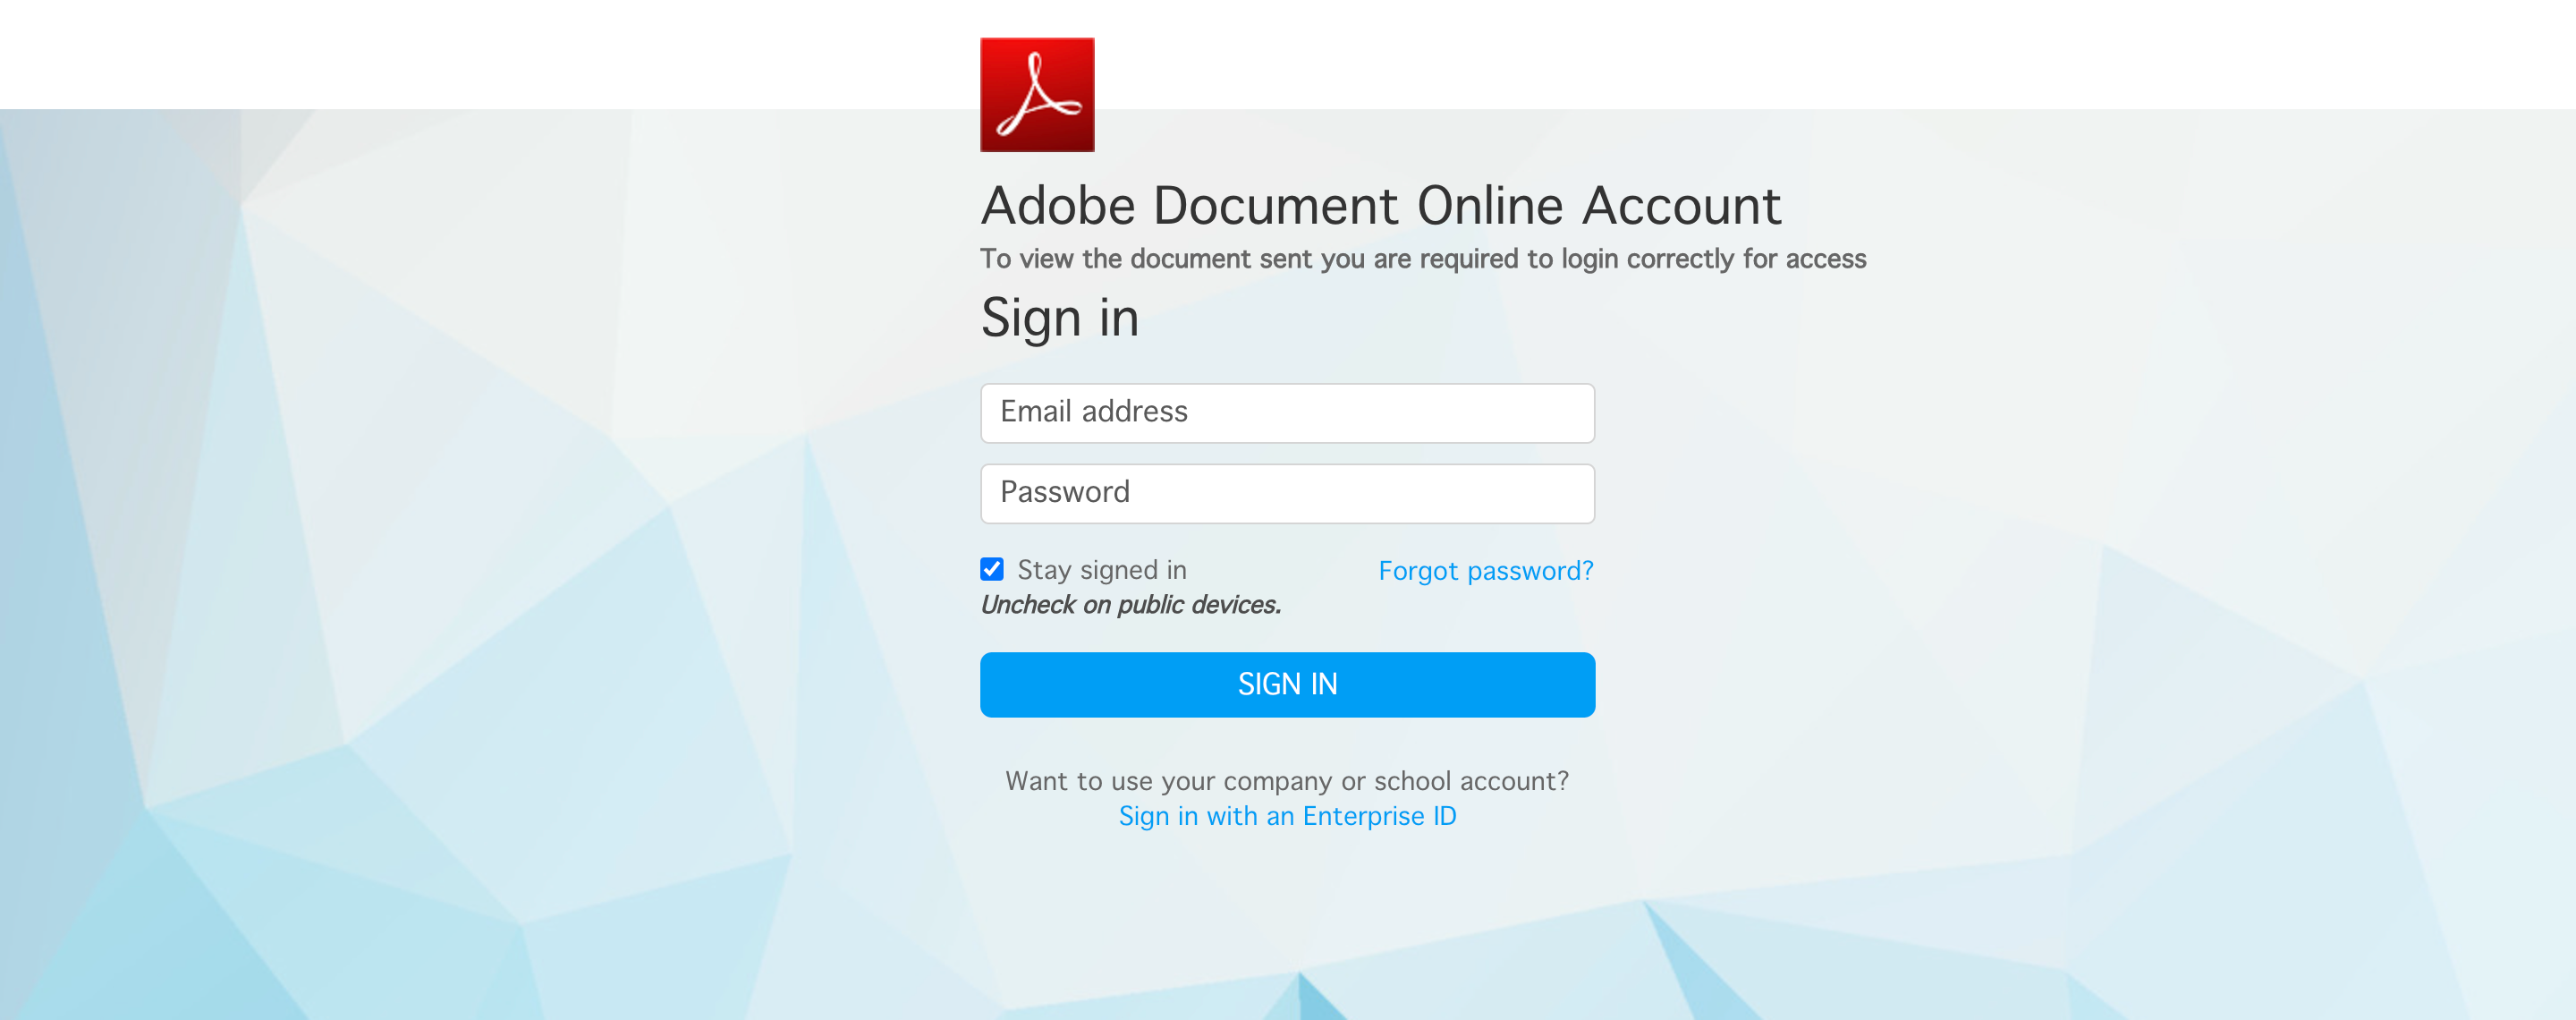 Adobe Document Online Account
To view the document sent you are required to login correctly for access
Sign in
Email address
Password
Stay signed in
Forgot password?
Uncheck on public devices.
SIGN IN
Want to use your company or school account?
Sign in with an Enterprise ID